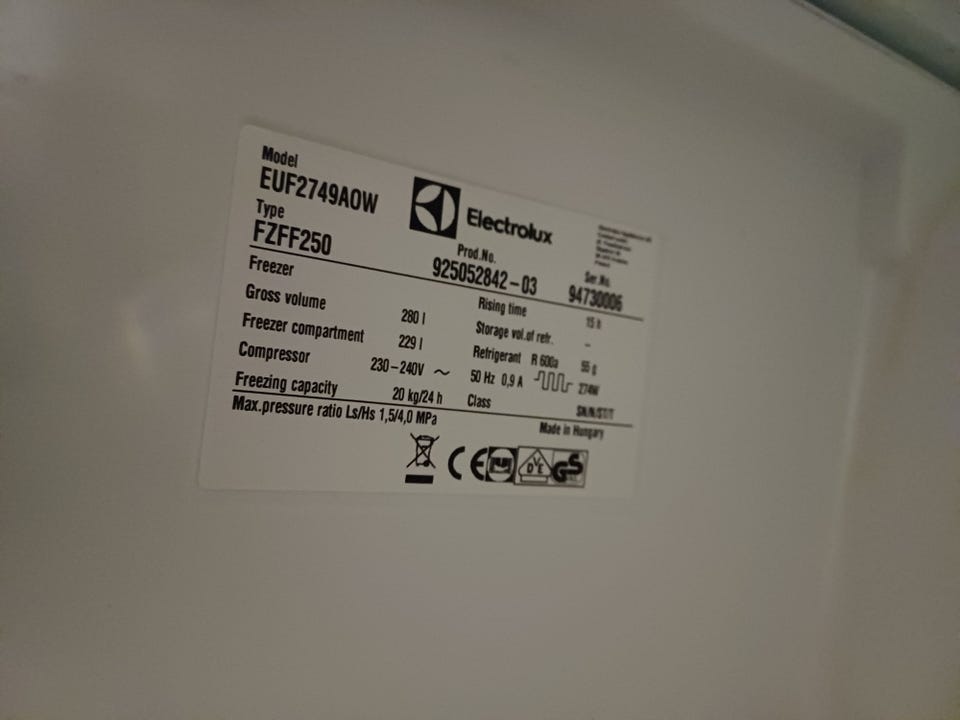 Model
EUF2749AOW
Electrolux
Type
FZFF250
Prod.No.
925052842-03
Ser.No.
94730006
Freezer
Rising time 15 h
Gross volume 280 l
Storage vol.of refr. –
Freezer compartment 229 l
Refrigerant R 600a 55 g
Compressor 230-240V ~ 50 Hz 0,9 A 274W
Freezing capacity 20 kg/24 h
Class SN/N/ST/T
Max.pressure ratio Ls/Hs 1,5/4,0 MPa
Made in Hungary
CE
DVE
GS